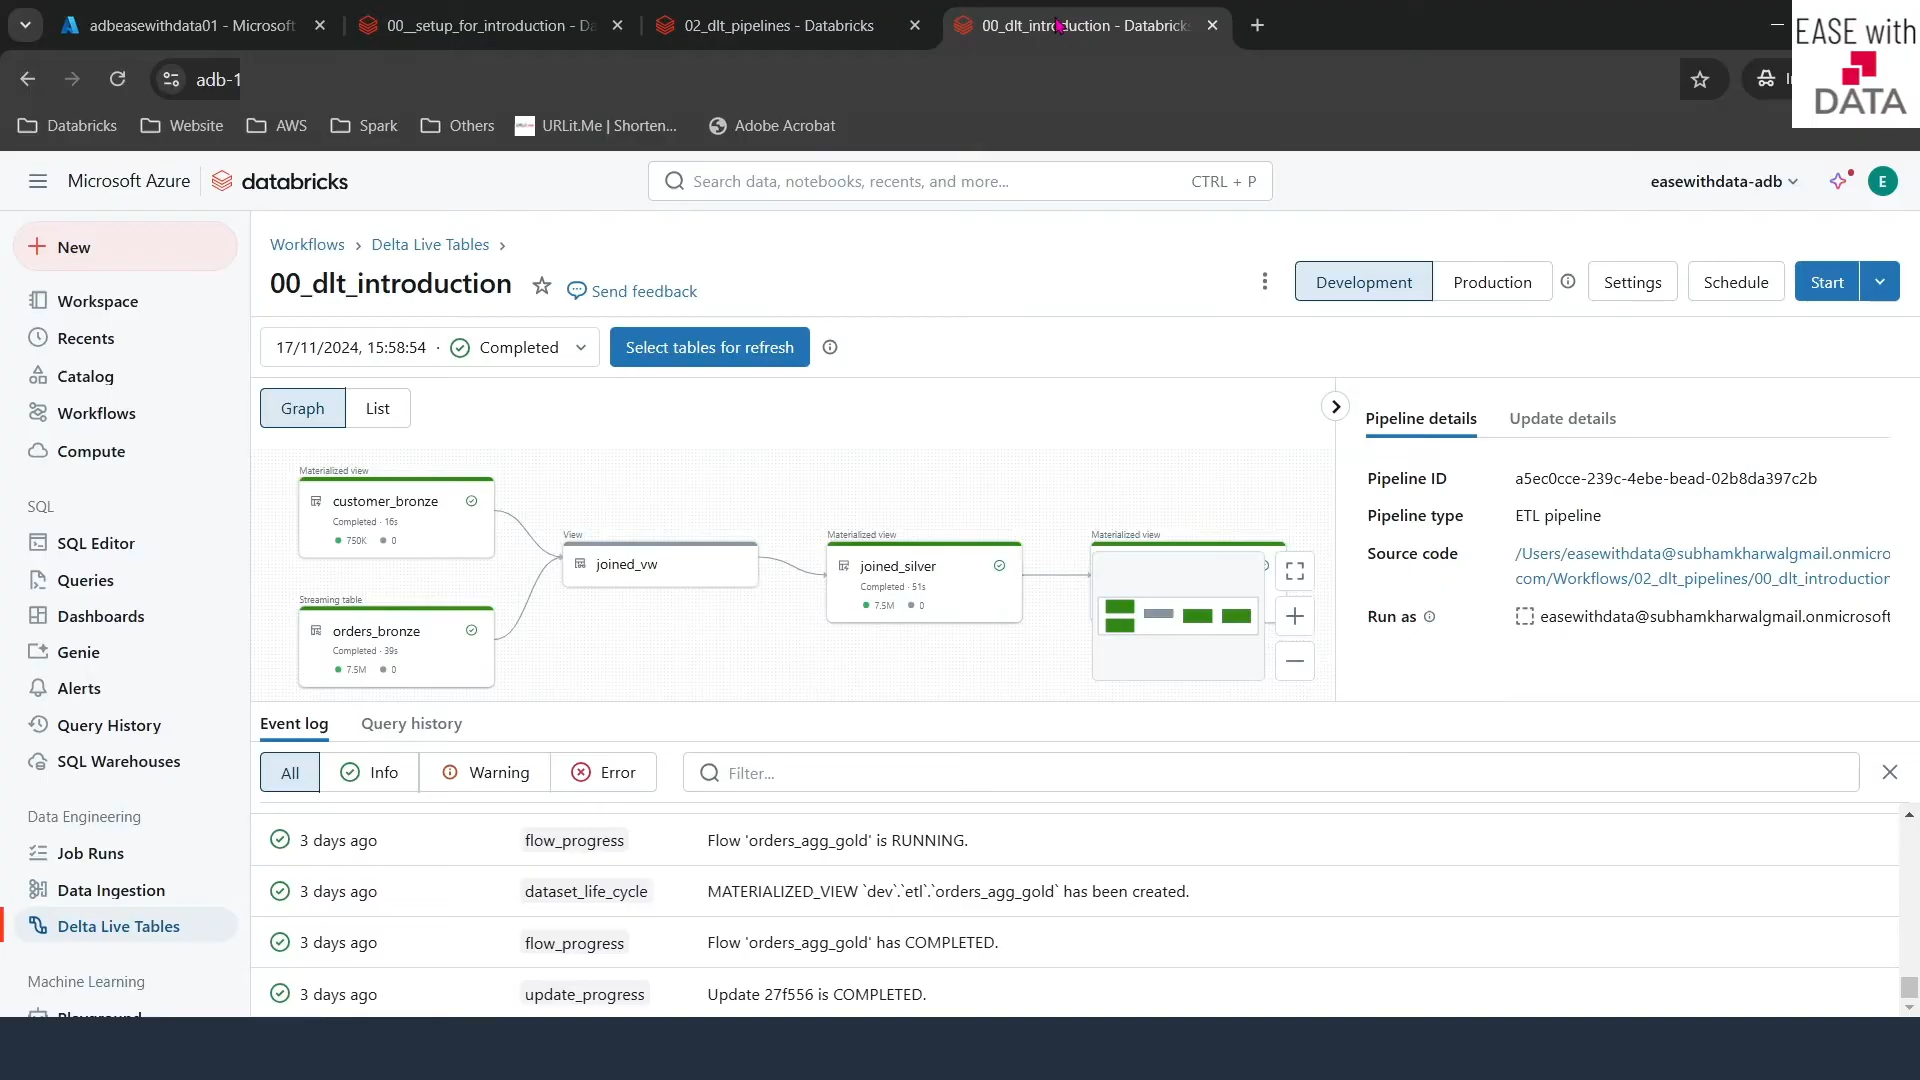 adbeasewithdata01 - Microsoft
00__setup_for_introduction - Da
02_dlt_pipelines - Databricks
00_dlt_introduction - Databricks
EASE with
DATA
adb-1
Databricks
Website
AWS
Spark
Others
URLit.Me | Shorten...
Adobe Acrobat
Microsoft Azure
databricks
Search data, notebooks, recents, and more...
CTRL + P
easewithdata-adb
E
New
Workspace
Recents
Catalog
Workflows
Compute
SQL
SQL Editor
Queries
Dashboards
Genie
Alerts
Query History
SQL Warehouses
Data Engineering
Job Runs
Data Ingestion
Delta Live Tables
Machine Learning
Playground
Workflows › Delta Live Tables ›
00_dlt_introduction
Send feedback
Development
Production
Settings
Schedule
Start
17/11/2024, 15:58:54 · Completed
Select tables for refresh
Graph
List
Materialized view
customer_bronze
Completed · 16s
750K 0
Streaming table
orders_bronze
Completed · 39s
7.5M 0
View
joined_vw
Materialized view
joined_silver
Completed · 51s
7.5M 0
Materialized view
Pipeline details
Update details
Pipeline ID a5ec0cce-239c-4ebe-bead-02b8da397c2b
Pipeline type ETL pipeline
Source code /Users/easewithdata@subhamkharwalgmail.onmicro
com/Workflows/02_dlt_pipelines/00_dlt_introduction
Run as easewithdata@subhamkharwalgmail.onmicrosoft
Event log
Query history
All
Info
Warning
Error
Filter...
3 days ago flow_progress Flow 'orders_agg_gold' is RUNNING.
3 days ago dataset_life_cycle MATERIALIZED_VIEW `dev`.`etl`.`orders_agg_gold` has been created.
3 days ago flow_progress Flow 'orders_agg_gold' has COMPLETED.
3 days ago update_progress Update 27f556 is COMPLETED.